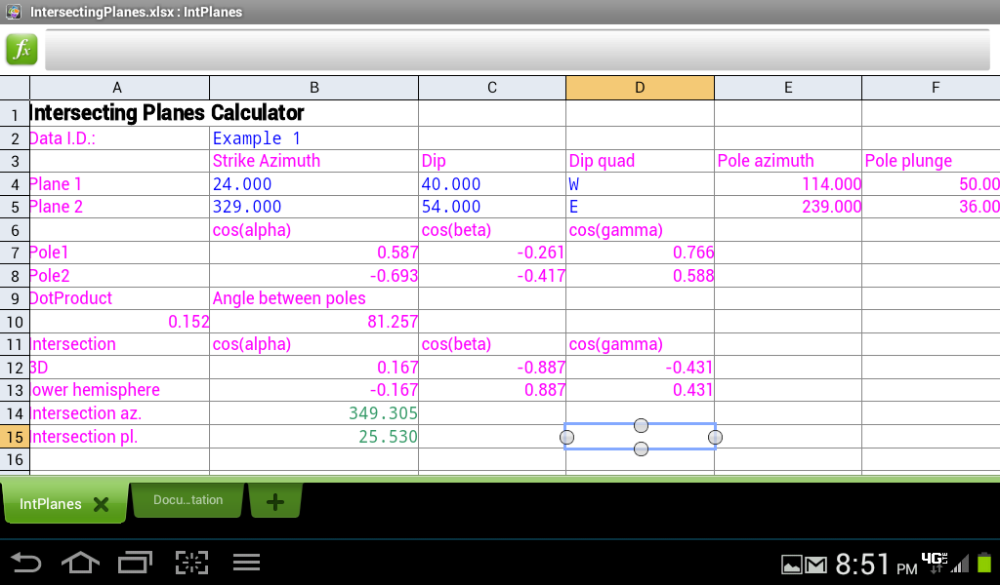 IntersectingPlanes.xlsx : IntPlanes
fx
A B C D E F
1 Intersecting Planes Calculator
2 Data I.D.: Example 1
3 Strike Azimuth Dip Dip quad Pole azimuth Pole plunge
4 Plane 1 24.000 40.000 W 114.000 50.00
5 Plane 2 329.000 54.000 E 239.000 36.00
6 cos(alpha) cos(beta) cos(gamma)
7 Pole1 0.587 -0.261 0.766
8 Pole2 -0.693 -0.417 0.588
9 DotProduct Angle between poles
10 0.152 81.257
11 Intersection cos(alpha) cos(beta) cos(gamma)
12 3D 0.167 -0.887 -0.431
13 ower hemisphere -0.167 0.887 0.431
14 Intersection az. 349.305
15 Intersection pl. 25.530
16
IntPlanes Docu...tation
8:51 PM 4G LTE